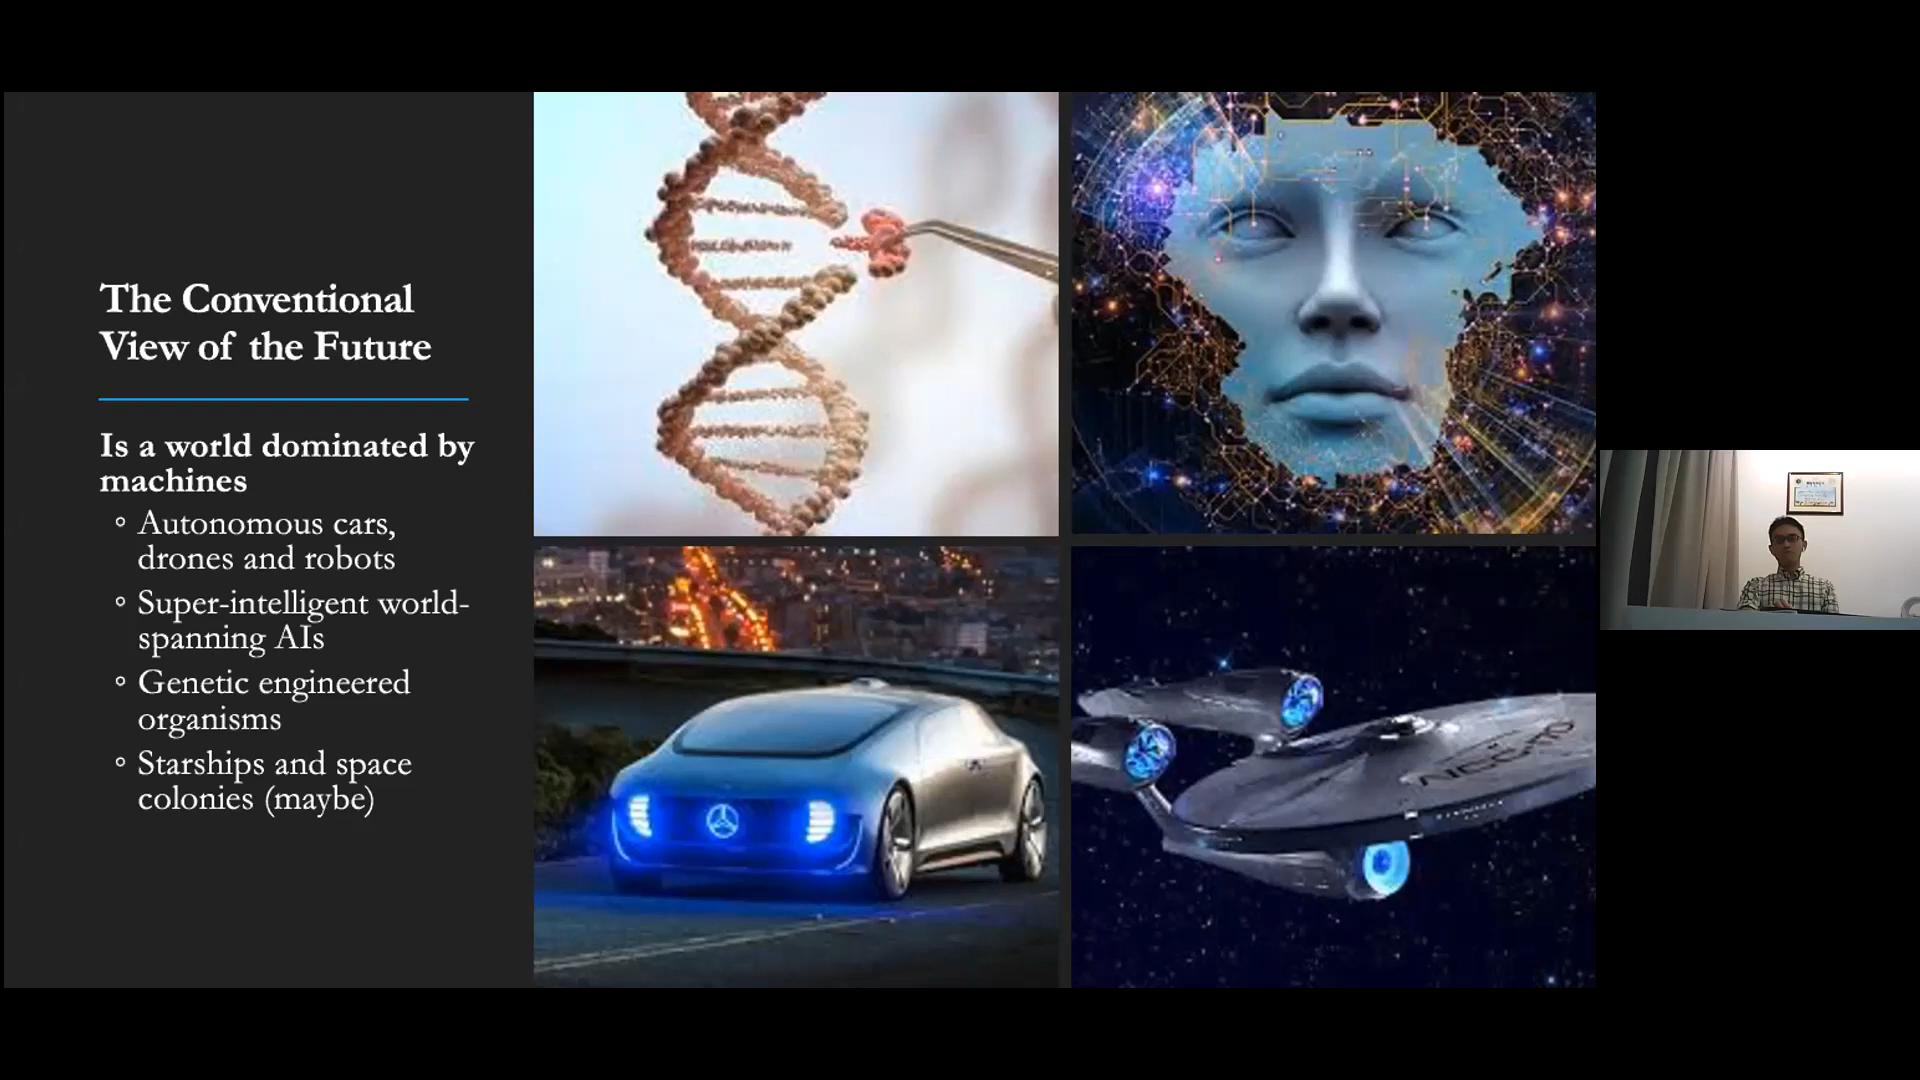 The Conventional
View of the Future
Is a world dominated by
machines
° Autonomous cars,
drones and robots
° Super-intelligent world-
spanning AIs
° Genetic engineered
organisms
° Starships and space
colonies (maybe)